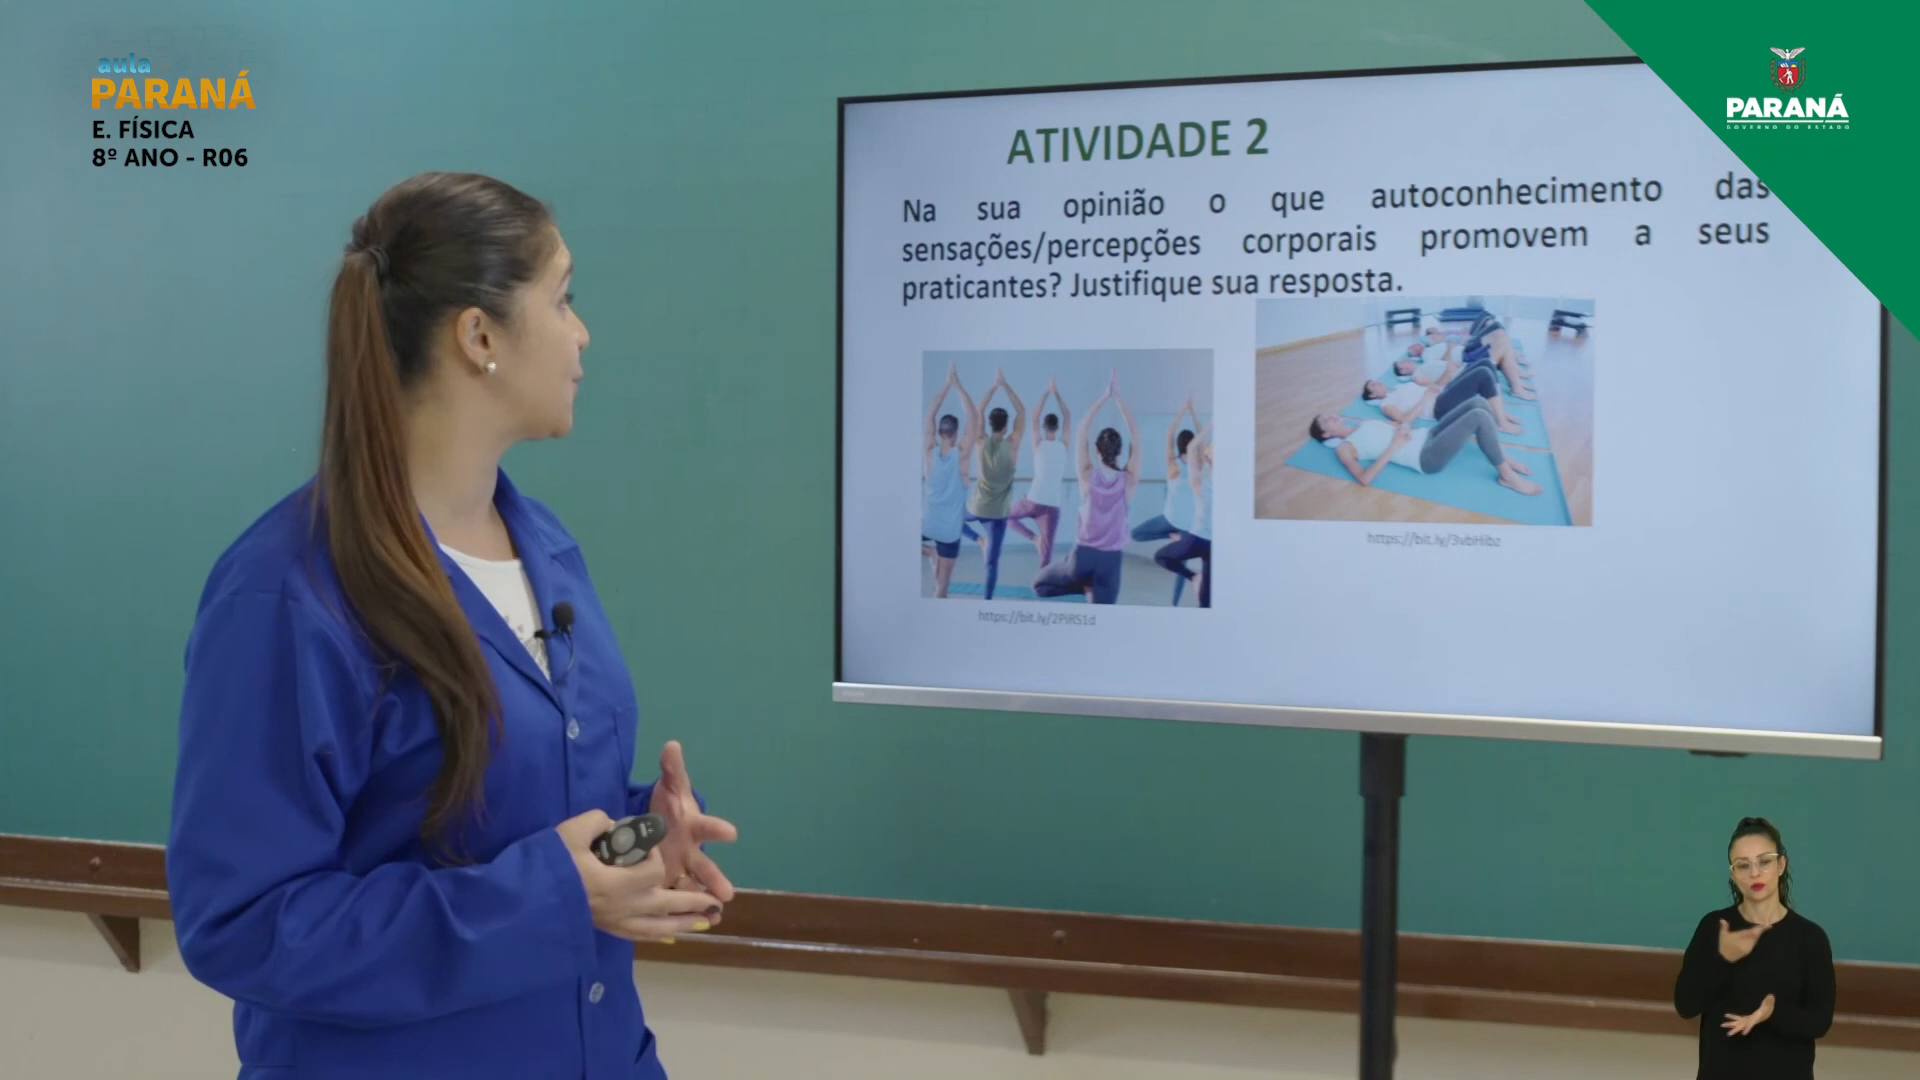 aula
PARANÁ
E. FÍSICA
8º ANO - R06
PARANÁ
GOVERNO DO ESTADO
ATIVIDADE 2
Na sua opinião o que autoconhecimento das
sensações/percepções corporais promovem a seus
praticantes? Justifique sua resposta.
https://bit.ly/3vbHibz
https://bit.ly/2PiRS1d